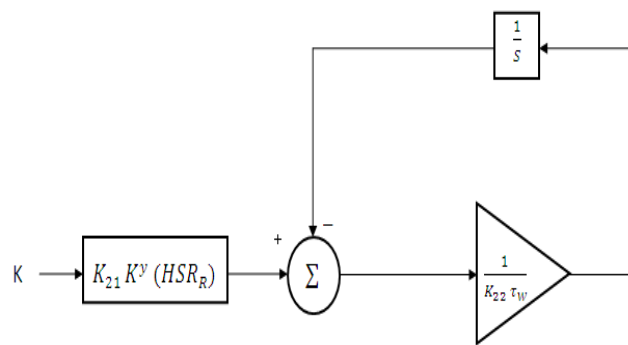 1/S
−
+
K
K₂₁ Kʸ (HSR_R)
Σ
1/(K₂₂ τ_W)